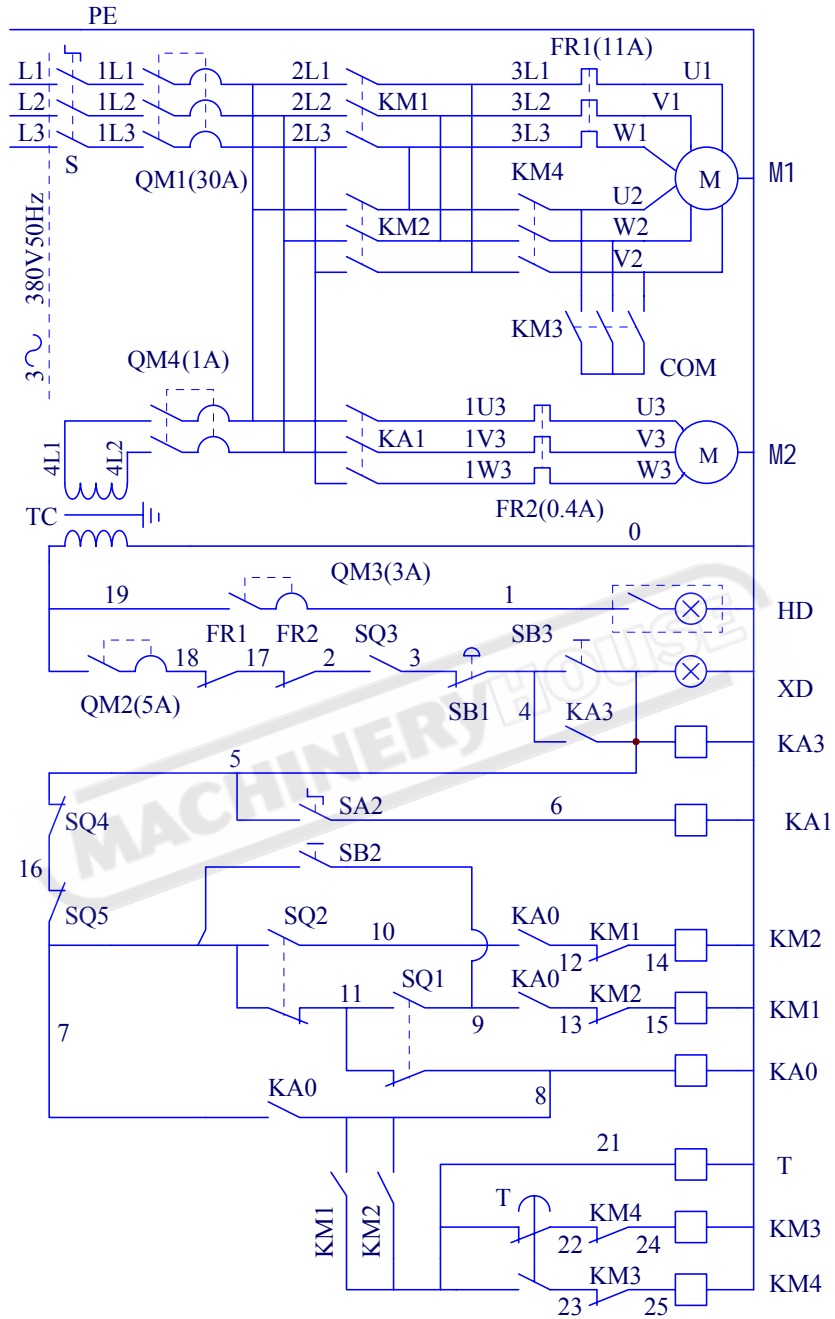 PE
FR1(11A)
L1 1L1 2L1 3L1 U1
L2 1L2 2L2 KM1 3L2 V1
L3 1L3 2L3 3L3 W1
S QM1(30A) KM4 M M1
U2
KM2 W2
V2
3 380V50Hz
KM3
COM
QM4(1A)
1U3 U3
4L1 4L2 KA1 1V3 V3 M M2
1W3 W3
FR2(0.4A)
TC
0
QM3(3A)
19 1 HD
FR1 FR2 SQ3 SB3
18 17 2 3 XD
QM2(5A) SB1 4 KA3
KA3
5
SQ4 SA2 6 KA1
16 SB2
SQ5 SQ2 10 KA0 KM1 KM2
12 14
11 SQ1 KA0 KM2 KM1
7 9 13 15
KA0
KA0 8
21
T
KM1 KM2 T KM4 KM3
22 24
KM3 KM4
23 25
MACHINERYHOUSE